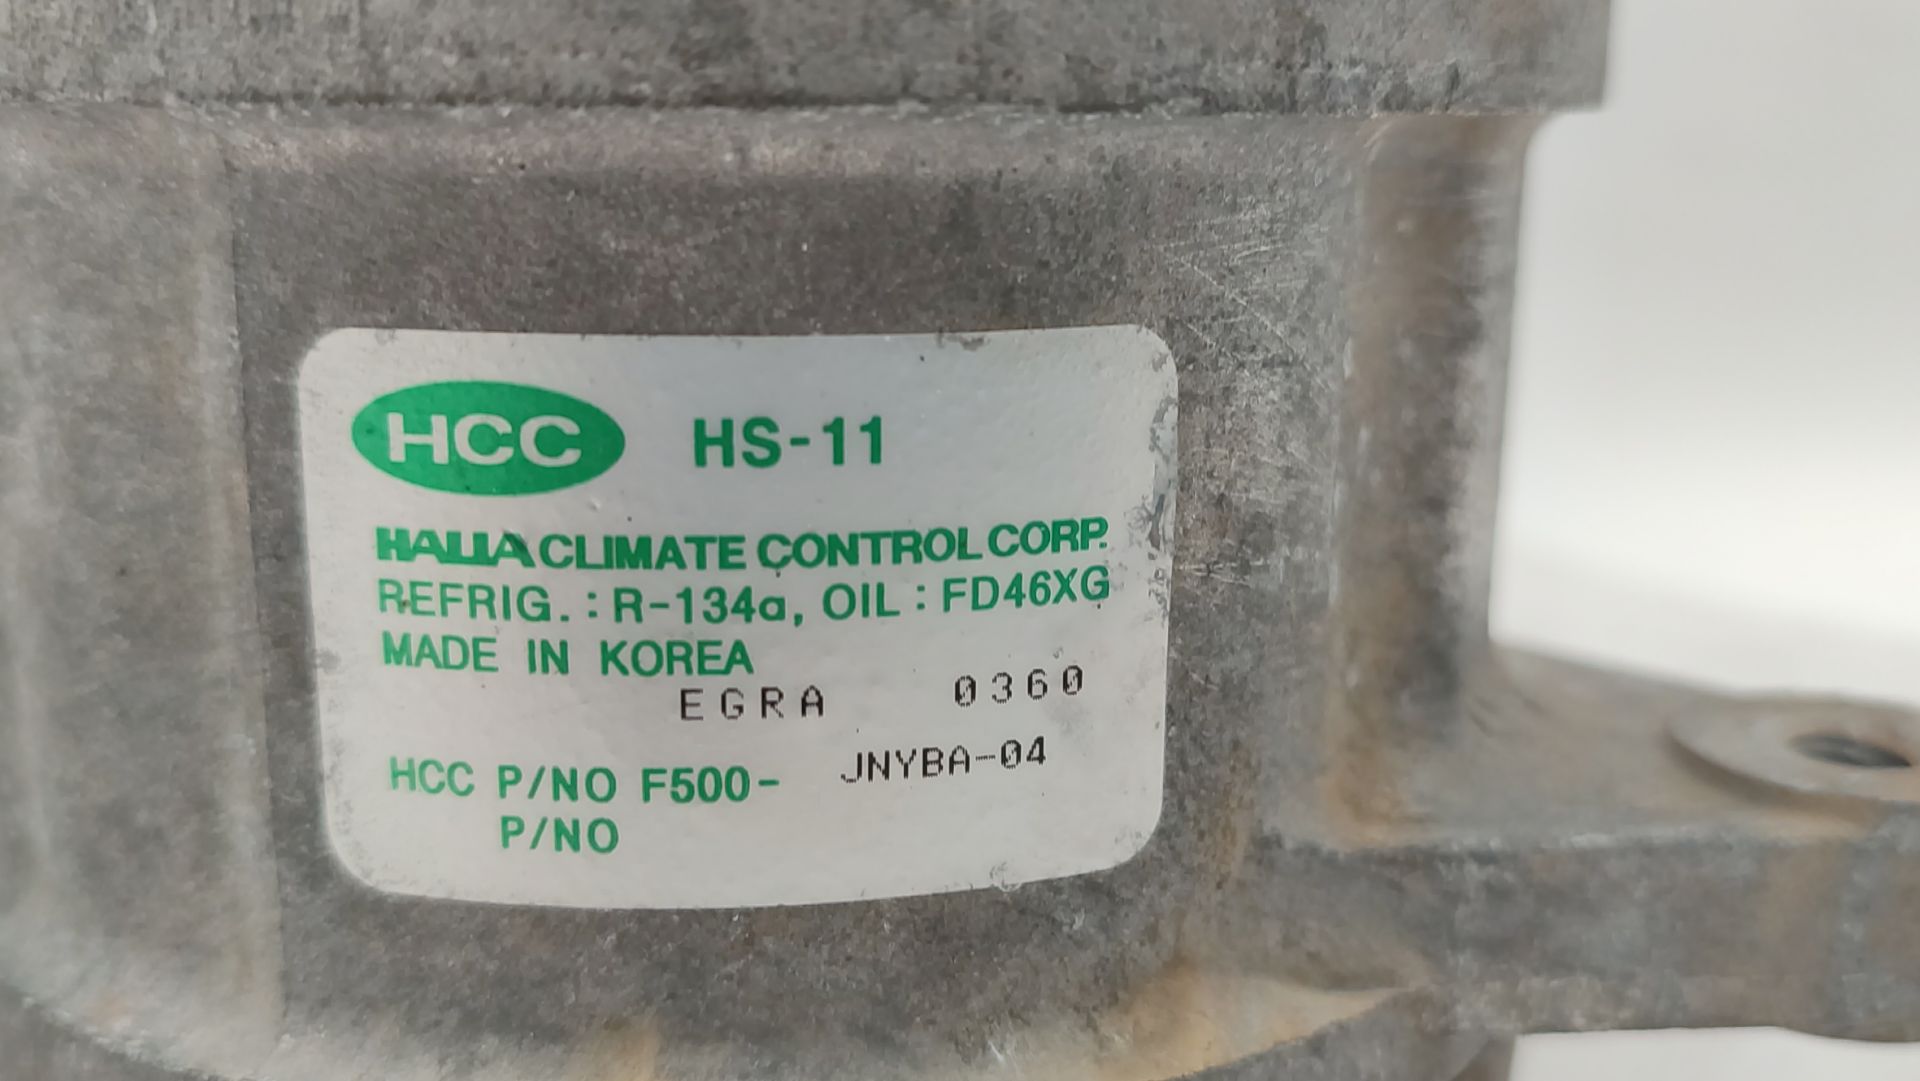 HCC HS-11
HALLA CLIMATE CONTROL CORP.
REFRIG. : R-134a, OIL : FD46XG
MADE IN KOREA
EGRA 0360
HCC P/NO F500- JNYBA-04
P/NO